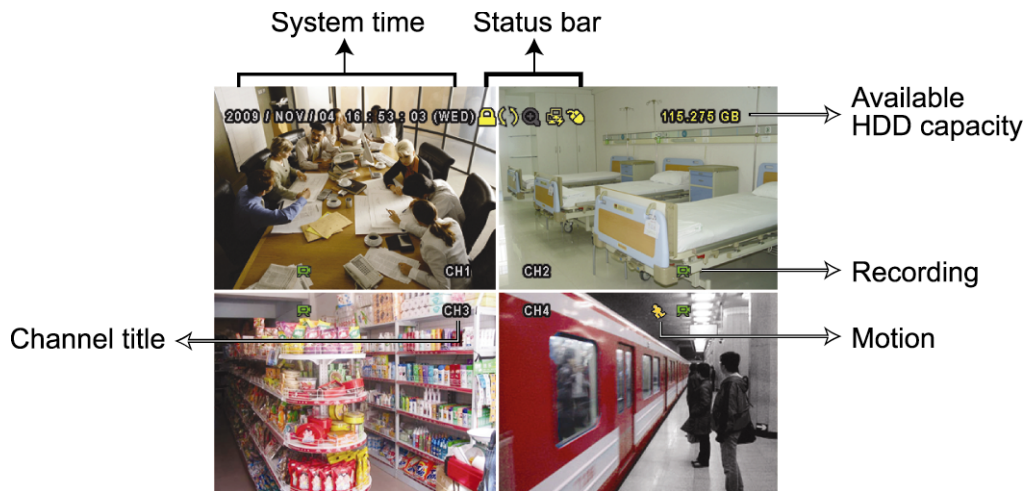 System time
Status bar
2009 / NOV / 04 16 : 53 : 03 (WED)
115.275 GB
Available
HDD capacity
CH1
CH2
Recording
Channel title
CH3
CH4
Motion